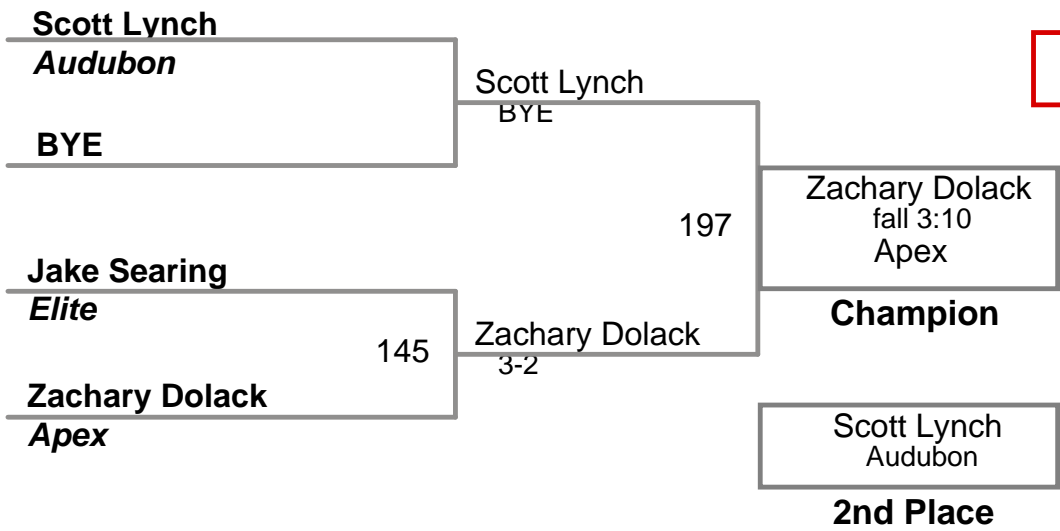 Scott Lynch
Audubon
BYE
Jake Searing
Elite
Zachary Dolack
Apex
145
Scott Lynch
BYE
Zachary Dolack
3-2
197
Zachary Dolack
fall 3:10
Apex
Champion
Scott Lynch
Audubon
2nd Place